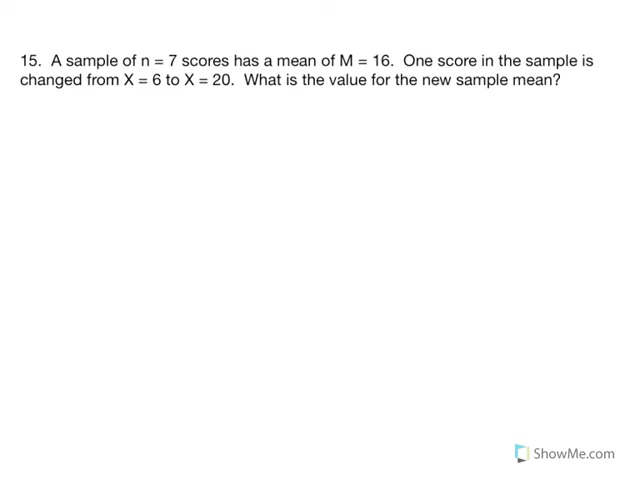 15.  A sample of n = 7 scores has a mean of M = 16.  One score in the sample is
changed from X = 6 to X = 20.  What is the value for the new sample mean?
ShowMe.com